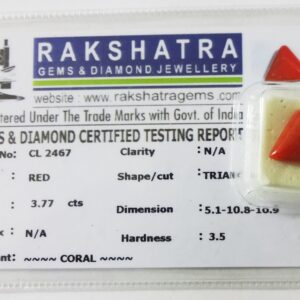 RAKSHATRA
GEMS & DIAMOND JEWELLERY
website : www.rakshatragems.com
tered Under The Trade Marks with Govt. of India
S & DIAMOND CERTIFIED TESTING REPORT
No: CL 2467 Clarity : N/A
: RED Shape/cut : TRIAN
: 3.77 cts Dimension : 5.1-10.8-10.9
x : N/A Hardness : 3.5
ent: ~~~~ CORAL ~~~~